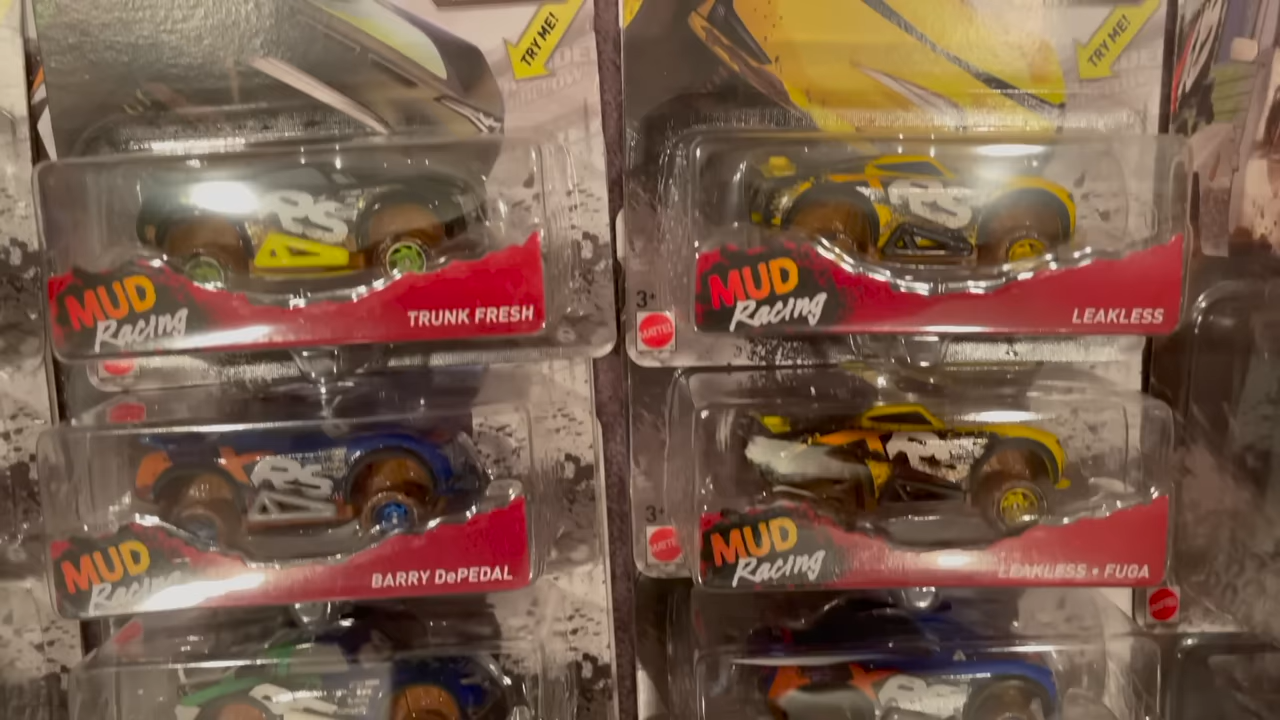 TRY ME!
TRY ME!
RS
RS
MUD
Racing
TRUNK FRESH
3+
MATTEL
MUD
Racing
LEAKLESS
RS
RS
MUD
Racing
BARRY DePEDAL
3+
MATTEL
MUD
Racing
LEAKLESS • FUGA